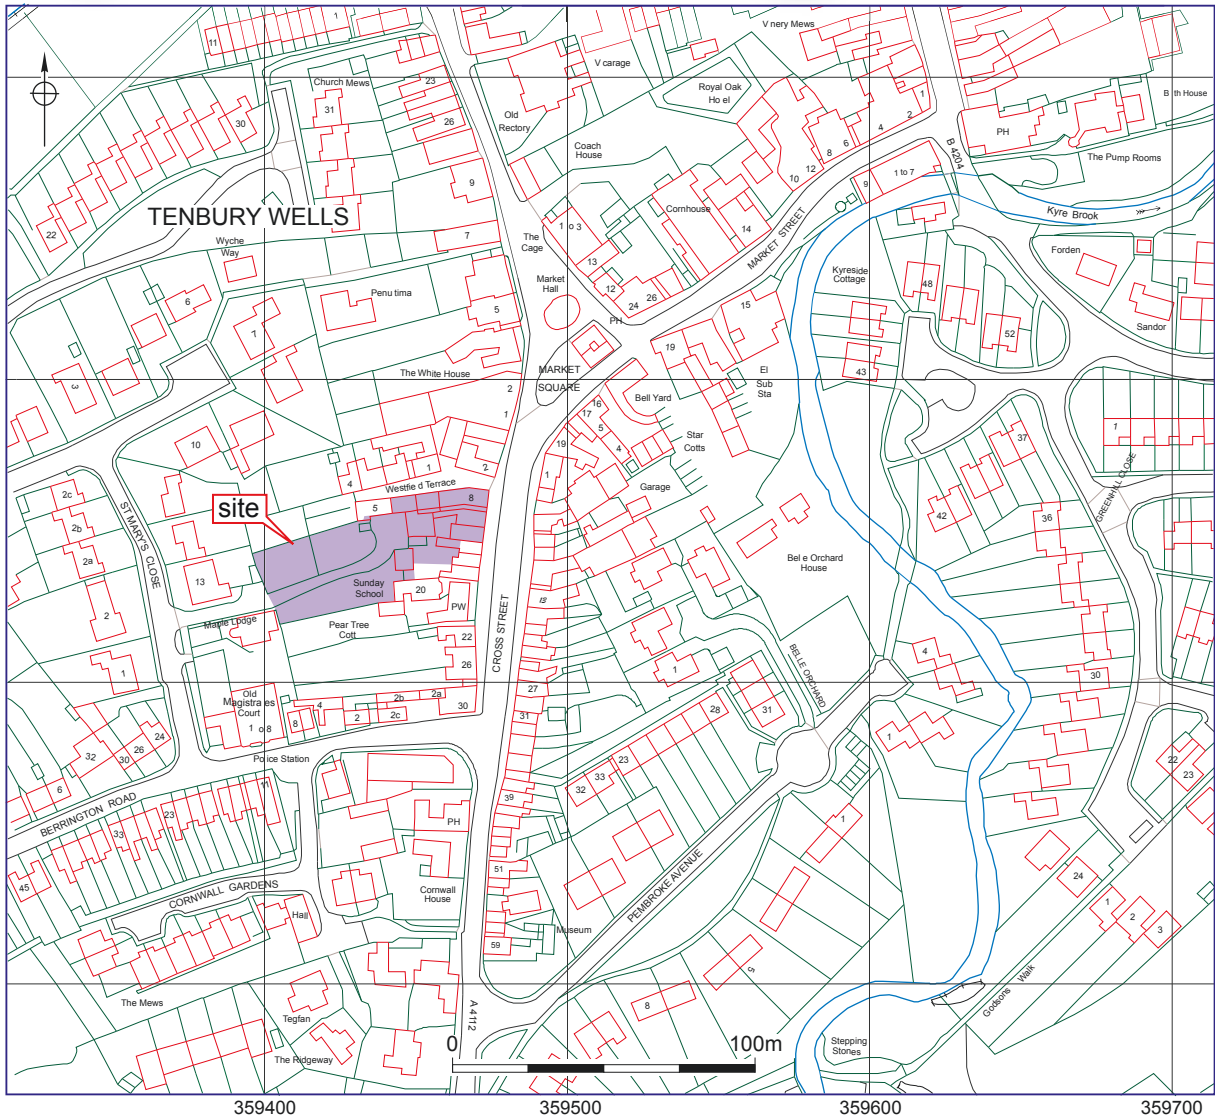 1
11
V nery Mews
V carage
Church Mews
23
Royal Oak
Ho el
1
B th House
31
2
30
Old
Rectory
26
4
PH
Coach
House
6
8
B 4204
The Pump Rooms
12
10
9
1 to 7
9
TENBURY WELLS
Cornhouse
Kyre Brook
22
1 o 3
14
MARKET STREET
7
The
Cage
Wyche
Way
13
Forden
Kyreside
Cottage
Market
Hall
48
Penu tima
12
26
6
24
15
5
PH
Sandor
7
52
19
The White House
MARKET
SQUARE
El
Sub
Sta
43
3
2
Bell Yard
16
17
1
5
1
37
10
19
4
Star
Cotts
1
2
4
1
Westfie d Terrace
Garage
GREENHILL CLOSE
2c
8
site
5
42
36
2b
ST MARY'S CLOSE
2a
Bel e Orchard
House
13
Sunday
School
20
13
2
PW
Maple Lodge
Pear Tree
Cott
22
CROSS STREET
4
BELLE ORCHARD
1
26
1
30
Old
Magistra es
Court
2b
2a
27
31
4
30
28
8
2
2c
31
1 o 8
24
1
26
32
30
Police Station
23
22
23
33
6
11
32
39
BERRINGTON ROAD
23
33
PH
1
51
45
CORNWALL GARDENS
Cornwall
House
PEMBROKE AVENUE
24
1
2
Hall
Museum
3
59
5
Godsons Walk
The Mews
Tegfan
A 4112
8
Stepping
Stones
The Ridgeway
0
100m
359400
359500
359600
359700